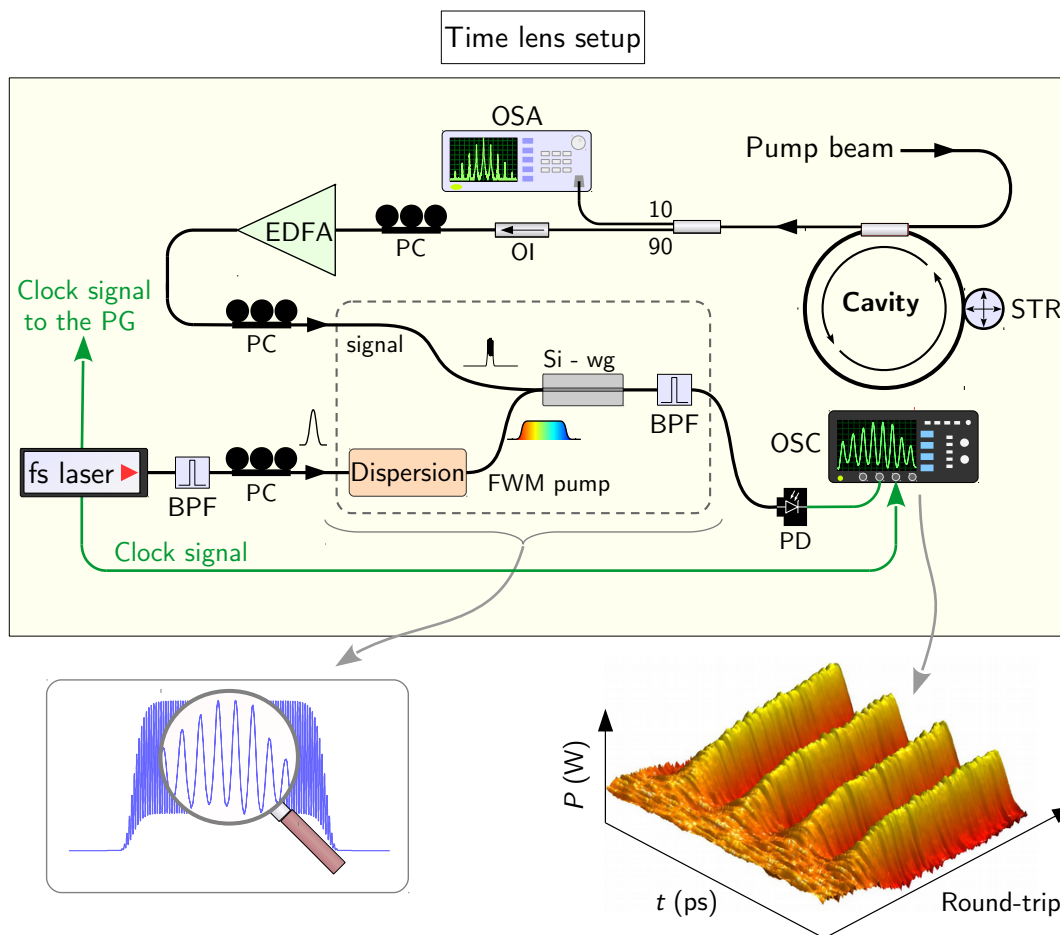 Time lens setup
OSA
Pump beam
10
90
EDFA
PC
OI
Clock signal
to the PG
Cavity
STR
PC
signal
Si - wg
BPF
OSC
fs laser
BPF
PC
Dispersion
FWM pump
PD
Clock signal
P (W)
t (ps)
Round-trip